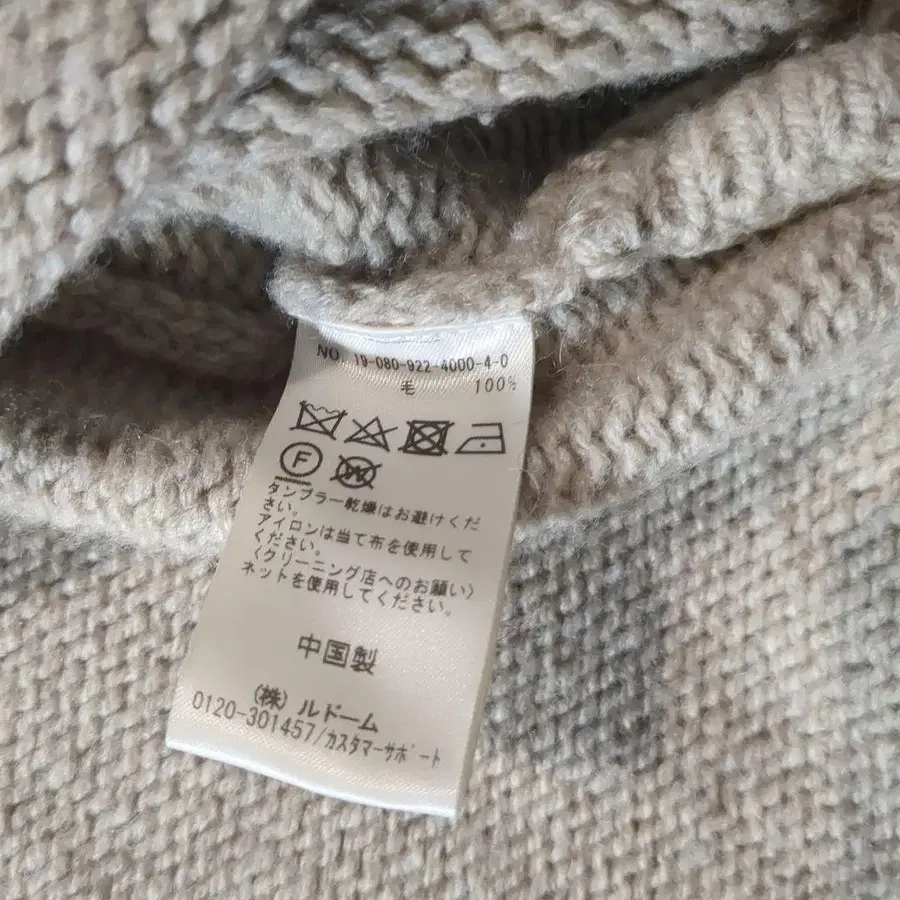 NO. 19-080-922-4000-4-0
毛 100%
F
W
タンブラー乾燥はお避けくだ
さい。
アイロンは当て布を使用して
ください。
〈クリーニング店へのお願い〉
ネットを使用してください。
中国製
(株) ルドーム
0120-301457/カスタマーサポート